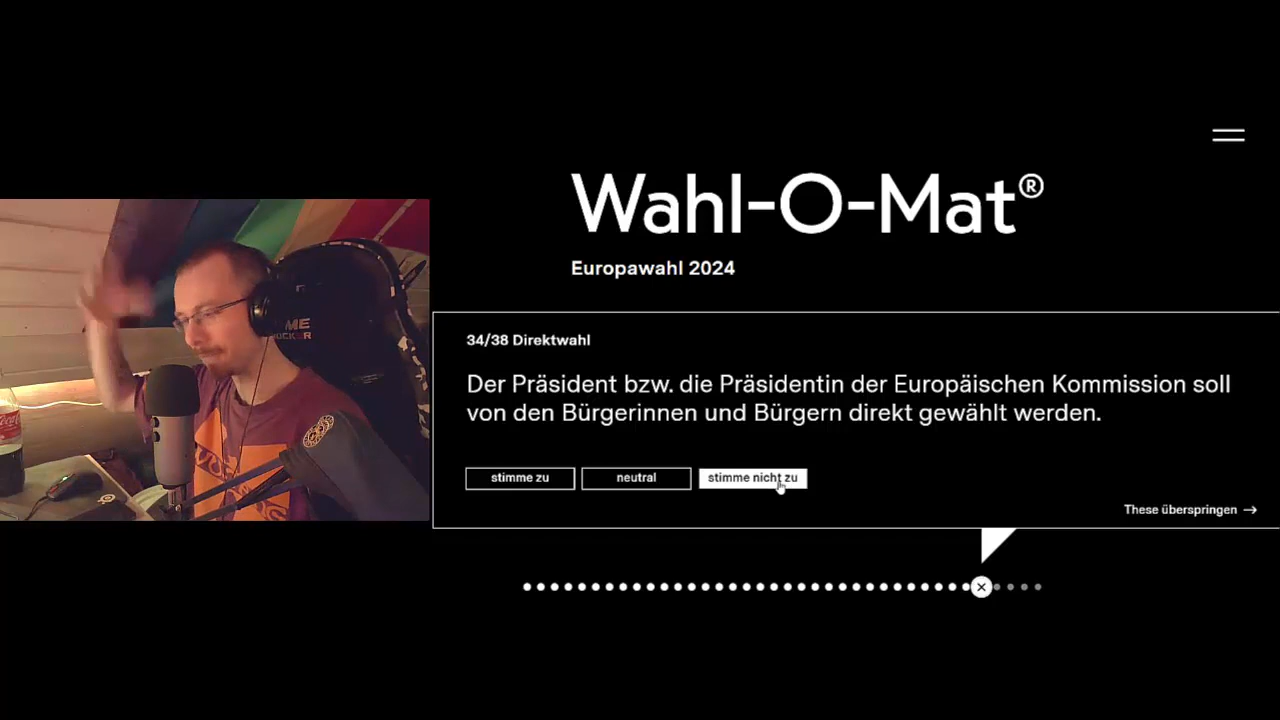 Wahl-O-Mat®
Europawahl 2024
34/38 Direktwahl
Der Präsident bzw. die Präsidentin der Europäischen Kommission soll
von den Bürgerinnen und Bürgern direkt gewählt werden.
stimme zu
neutral
stimme nicht zu
These überspringen →